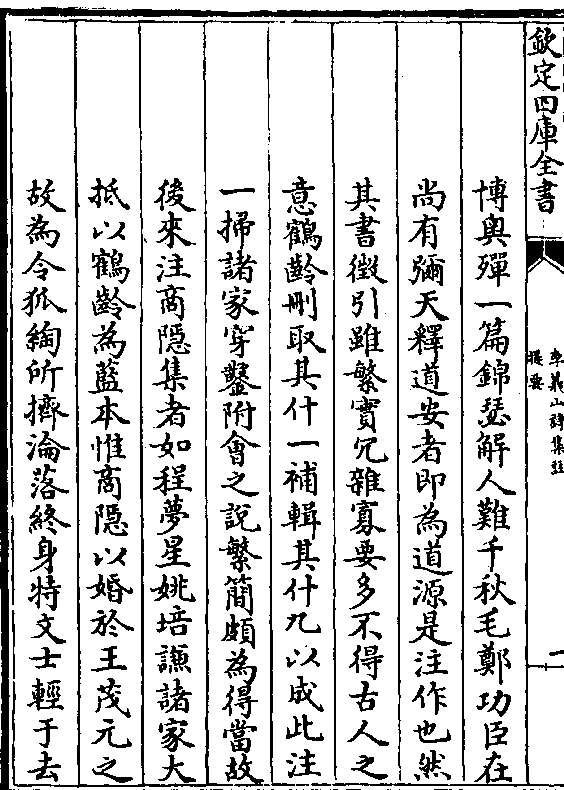 欽定四庫全書
李義山詩集註
提要
博奥殫一篇錦瑟解人難千秋毛鄭功臣在
尚有彌天釋道安者即為道源是注作也然
其書徴引雖繁實冗雜寡要多不得古人之
意鶴齡刪取其什一補輯其什九以成此注
一掃諸家穿鑿附㑹之說繁簡頗為得當故
後來注商隱集者如程夢星姚培謙諸家大
抵以鶴齡為藍本惟商隱以婚於王茂元之
故為令狐綯所擠淪落終身特文士輕于去